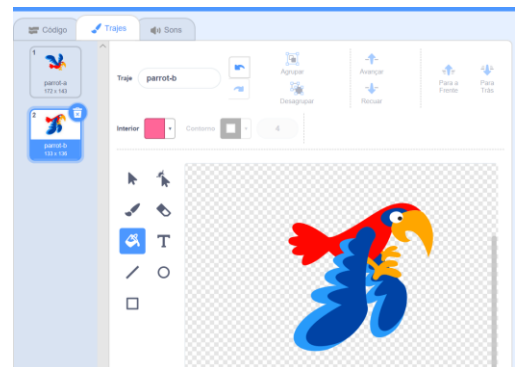 Código Trajes Sons
1
parrot-a
172 x 143
2
parrot-b
133 x 136
Traje parrot-b
Agrupar
Desagrupar
Avançar
Recuar
Para a
Frente
Para
Trás
Interior Contorno 4
T